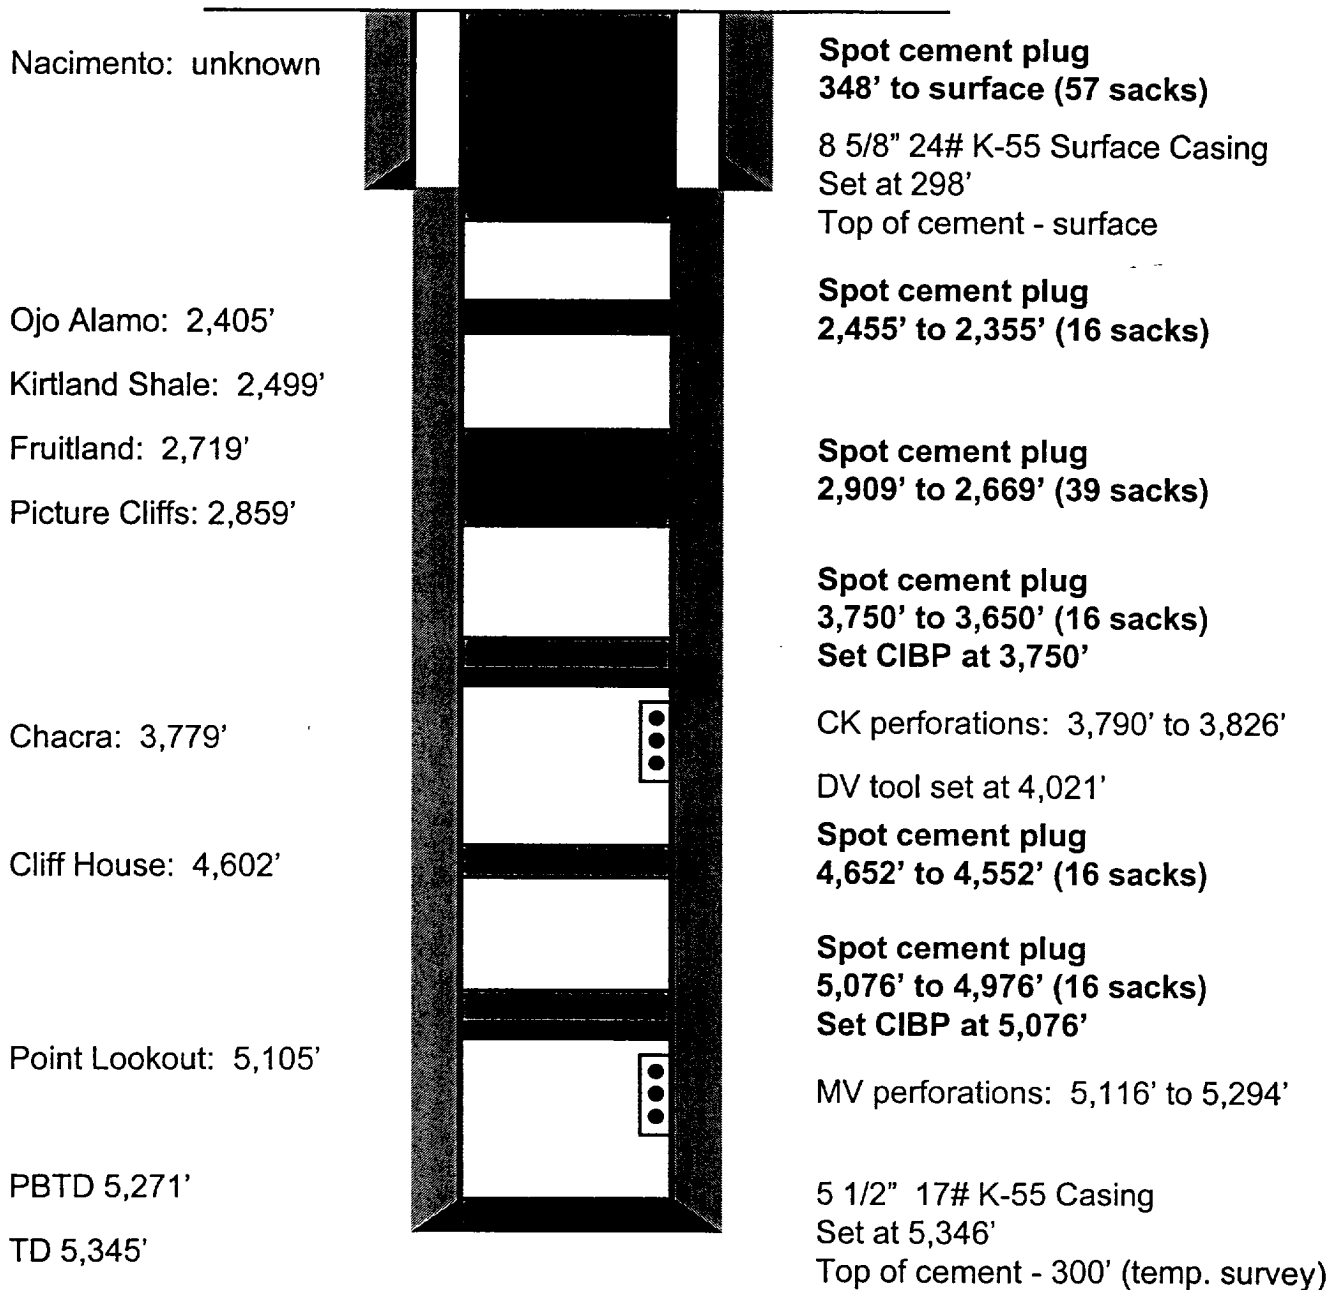 Nacimento: unknown
Spot cement plug
348' to surface (57 sacks)
8 5/8" 24# K-55 Surface Casing
Set at 298'
Top of cement - surface
Ojo Alamo: 2,405'
Spot cement plug
2,455' to 2,355' (16 sacks)
Kirtland Shale: 2,499'
Fruitland: 2,719'
Spot cement plug
2,909' to 2,669' (39 sacks)
Picture Cliffs: 2,859'
Spot cement plug
3,750' to 3,650' (16 sacks)
Set CIBP at 3,750'
Chacra: 3,779'
CK perforations: 3,790' to 3,826'
DV tool set at 4,021'
Cliff House: 4,602'
Spot cement plug
4,652' to 4,552' (16 sacks)
Spot cement plug
5,076' to 4,976' (16 sacks)
Set CIBP at 5,076'
Point Lookout: 5,105'
MV perforations: 5,116' to 5,294'
PBTD 5,271'
TD 5,345'
5 1/2" 17# K-55 Casing
Set at 5,346'
Top of cement - 300' (temp. survey)